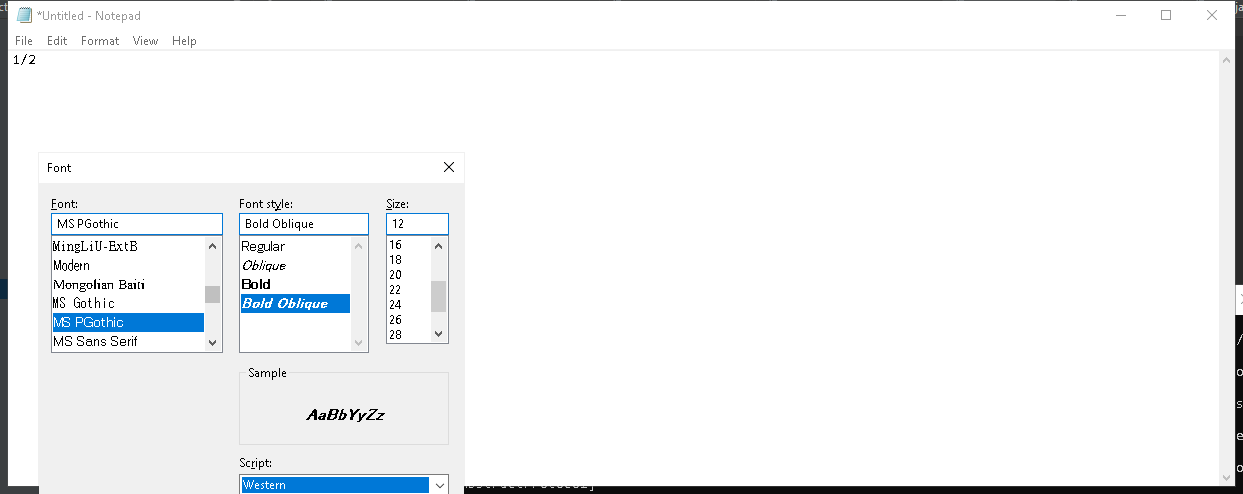 *Untitled - Notepad
File Edit Format View Help
1/2
Font
Font: Font style: Size:
MS PGothic Bold Oblique 12
MingLiU-ExtB Regular 16
Modern Oblique 18
Mongolian Baiti Bold 20
MS Gothic Bold Oblique 22
MS PGothic 24
MS Sans Serif 26
28
Sample
AaBbYyZz
Script:
Western